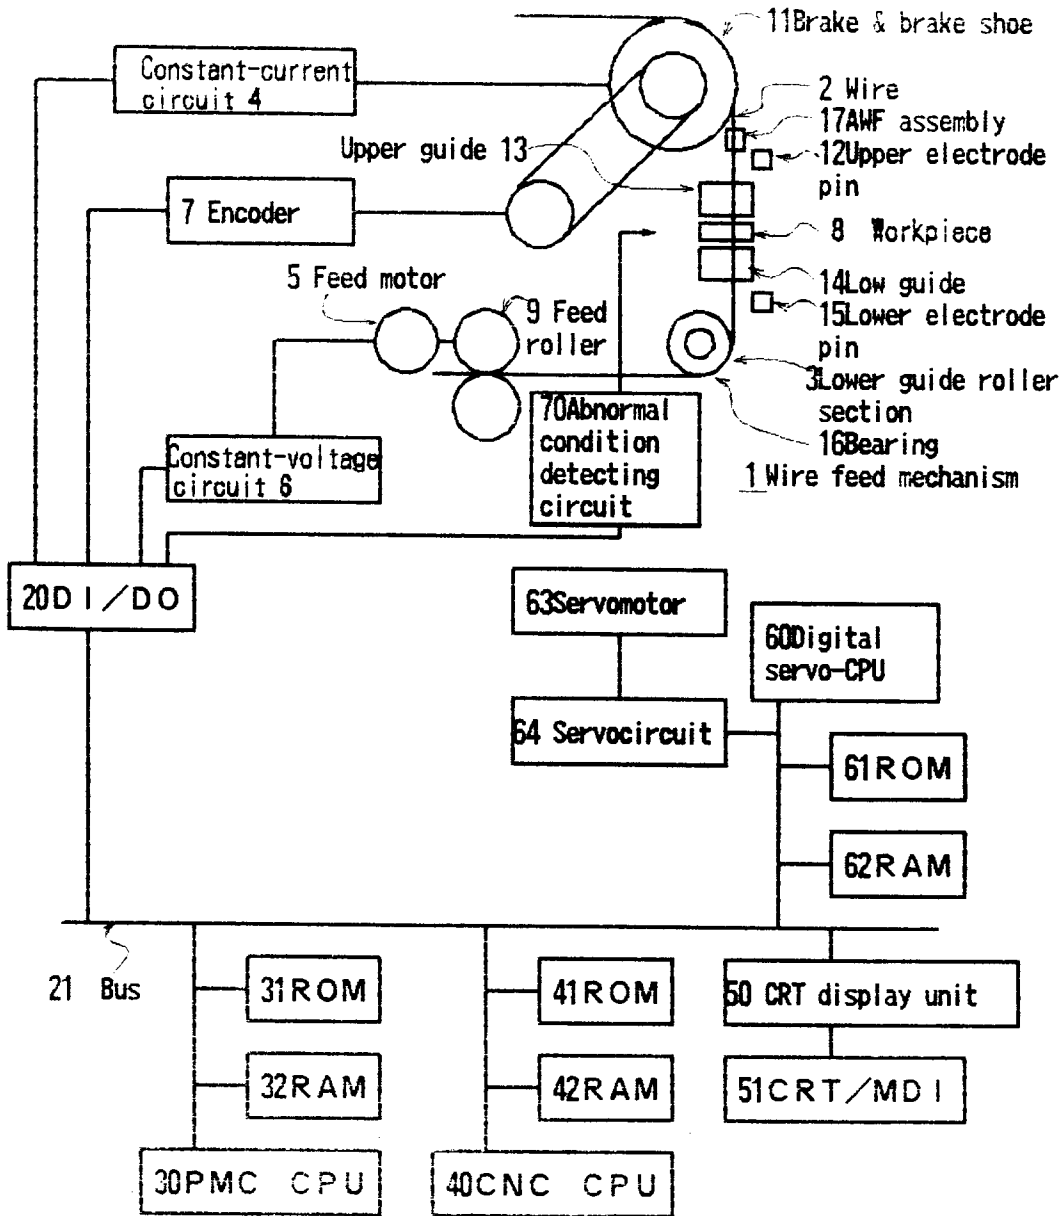 11Brake & brake shoe
Constant-current
circuit 4
2 Wire
17AWF assembly
Upper guide 13
12Upper electrode
pin
7 Encoder
8 Workpiece
5 Feed motor
14Low guide
9 Feed
roller
15Lower electrode
pin
3Lower guide roller
section
70Abnormal
condition
detecting
circuit
16Bearing
Constant-voltage
circuit 6
1 Wire feed mechanism
20DI/DO
63Servomotor
60Digital
servo-CPU
64 Servocircuit
61ROM
62RAM
21 Bus
31ROM
41ROM
50 CRT display unit
32RAM
42RAM
51CRT/MDI
30PMC CPU
40CNC CPU